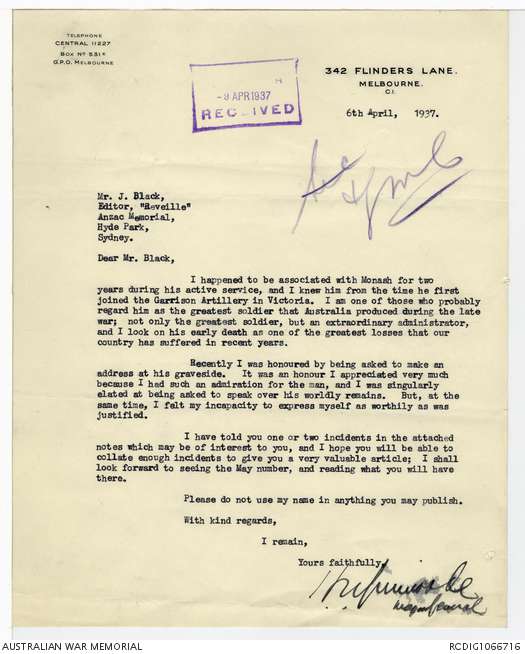 TELEPHONE
CENTRAL 11227
BOX Nº 531
G.P.O. MELBOURNE
342 FLINDERS LANE.
MELBOURNE.
C.1.
6th April, 1937.
-8 APR 1937
RECEIVED
Mr. J. Black,
Editor, "Reveille"
Anzac Memorial,
Hyde Park,
Sydney.
Dear Mr. Black,
I happened to be associated with Monash for two
years during his active service, and I knew him from the time he first
joined the Garrison Artillery in Victoria. I am one of those who probably
regard him as the greatest soldier that Australia produced during the late
war; not only the greatest soldier, but an extraordinary administrator,
and I look on his early death as one of the greatest losses that our
country has suffered in recent years.
Recently I was honoured by being asked to make an
address at his graveside. It was an honour I appreciated very much
because I had such an admiration for the man, and I was singularly
elated at being asked to speak over his worldly remains. But, at the
same time, I felt my incapacity to express myself as worthily as was
justified.
I have told you one or two incidents in the attached
notes which may be of interest to you, and I hope you will be able to
collate enough incidents to give you a very valuable article; I shall
look forward to seeing the May number, and reading what you will have
there.
Please do not use my name in anything you may publish.
With kind regards,
I remain,
Yours faithfully,
Major General
AUSTRALIAN WAR MEMORIAL
RCDIG1066716